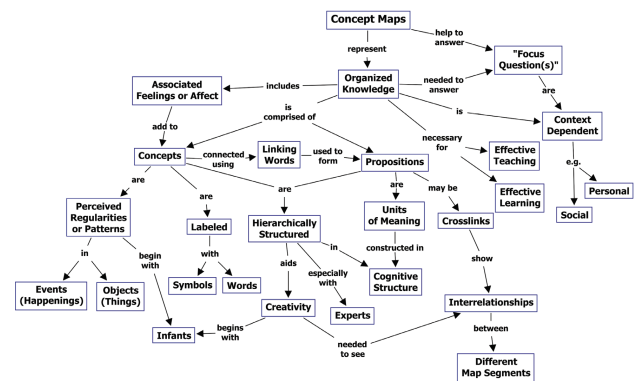 Concept Maps
help to
answer
represent
"Focus
Question(s)"
Associated
Feelings or Affect
includes
Organized
Knowledge
needed to
answer
are
is
comprised of
is
Context
Dependent
add to
necessary
for
Effective
Teaching
e.g.
Concepts
connected
using
Linking
Words
used to
form
Propositions
Personal
Effective
Learning
Social
are
are
are
are
may be
Perceived
Regularities
or Patterns
Labeled
Hierarchically
Structured
Units
of Meaning
Crosslinks
in
begin
with
with
aids
in
especially
with
constructed in
show
Events
(Happenings)
Objects
(Things)
Symbols
Words
Cognitive
Structure
Creativity
Experts
Interrelationships
Infants
begins
with
needed
to see
between
Different
Map Segments